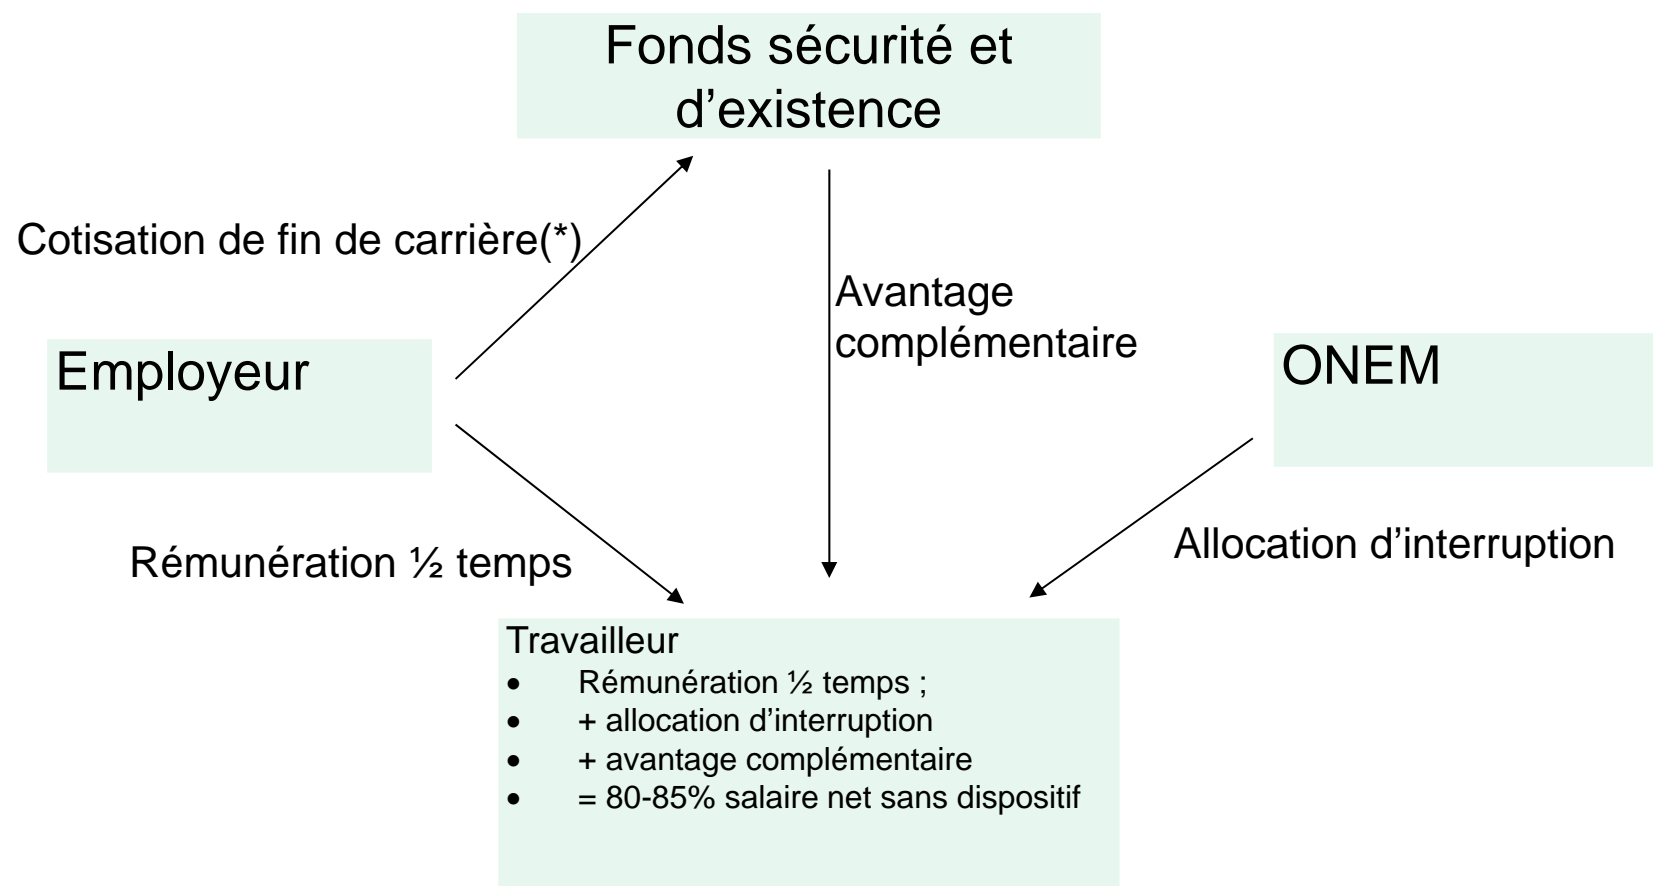 Fonds sécurité et
d’existence
Cotisation de fin de carrière(*)
Avantage
complémentaire
Employeur
ONEM
Rémunération ½ temps
Allocation d’interruption
Travailleur
• Rémunération ½ temps ;
• + allocation d’interruption
• + avantage complémentaire
• = 80-85% salaire net sans dispositif